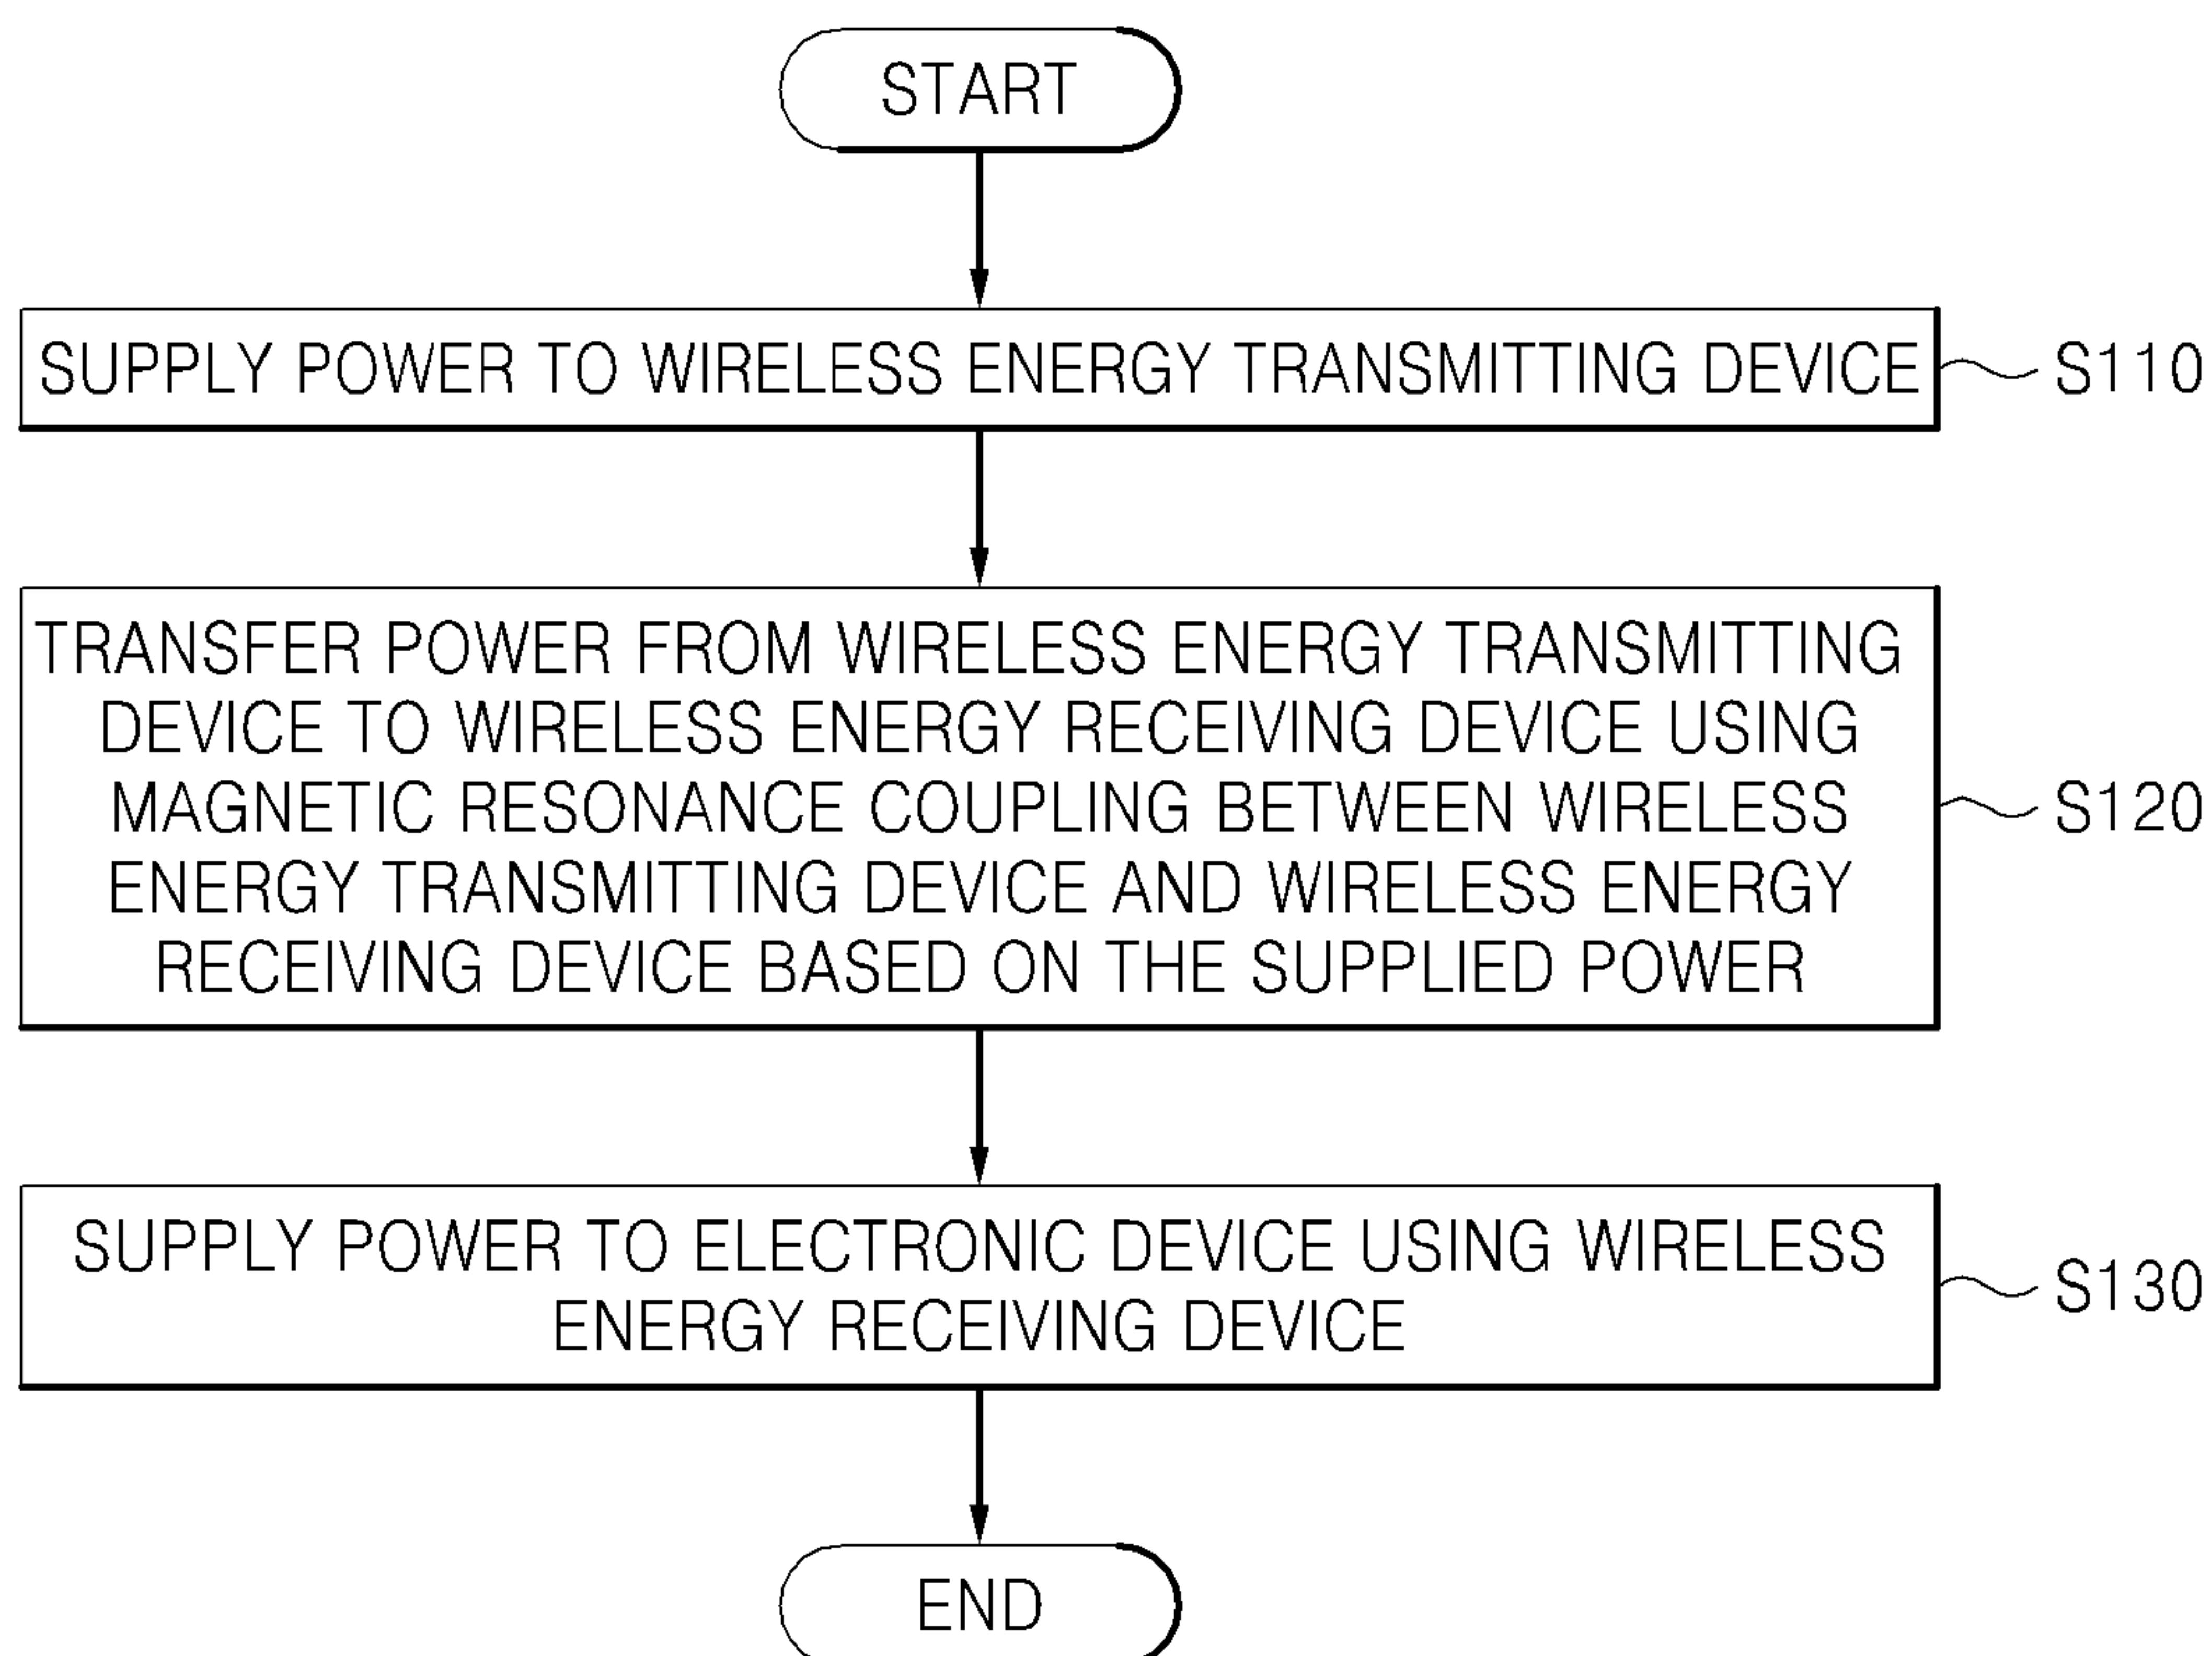 START
SUPPLY POWER TO WIRELESS ENERGY TRANSMITTING DEVICE
S110
TRANSFER POWER FROM WIRELESS ENERGY TRANSMITTING
DEVICE TO WIRELESS ENERGY RECEIVING DEVICE USING
MAGNETIC RESONANCE COUPLING BETWEEN WIRELESS
ENERGY TRANSMITTING DEVICE AND WIRELESS ENERGY
RECEIVING DEVICE BASED ON THE SUPPLIED POWER
S120
SUPPLY POWER TO ELECTRONIC DEVICE USING WIRELESS
ENERGY RECEIVING DEVICE
S130
END